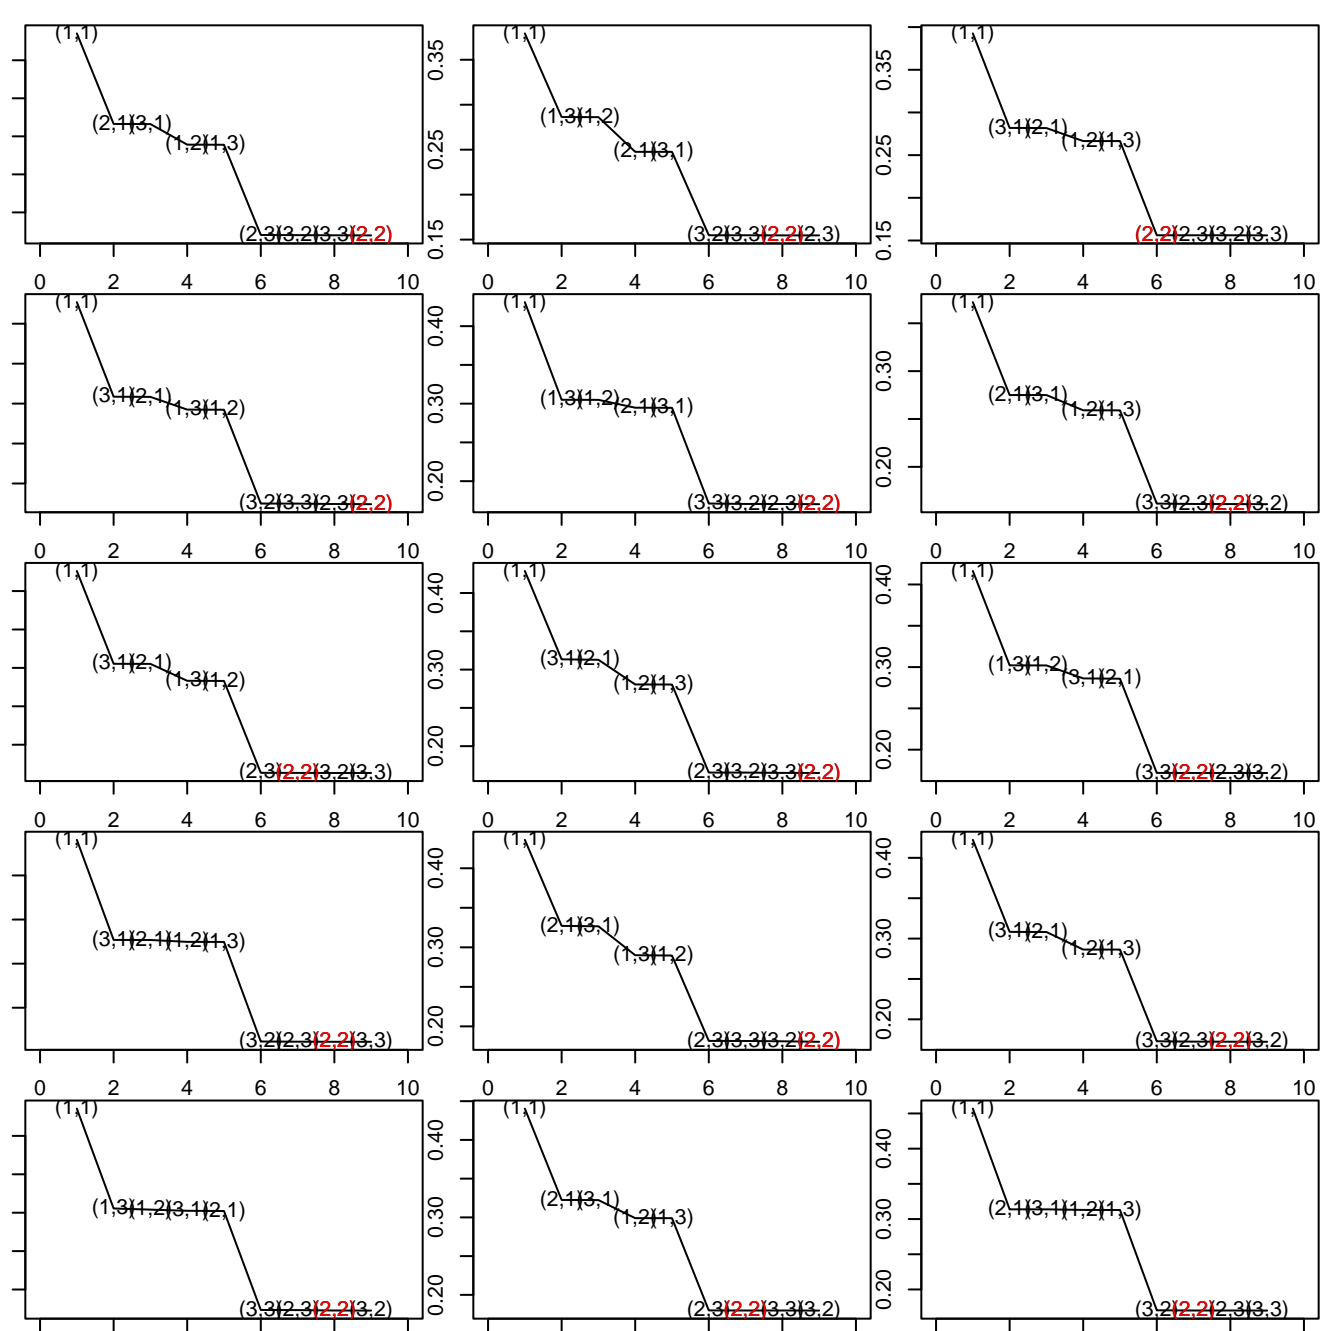 (1,1) (1,1) (1,1)
0.35 0.35
(2,1) (3,1) (1,3) (1,2) (3,1) (2,1)
(1,2) (1,3) (2,1) (3,1) (1,2) (1,3)
0.25 0.25
(2,3) (3,2) (3,3) (2,2) (3,2) (3,3) (2,2) (2,3) (2,2) (2,3) (3,2) (3,3)
0.15 0.15
0 2 4 6 8 10 0 2 4 6 8 10 0 2 4 6 8 10
(1,1) (1,1) (1,1)
0.40 0.30
(3,1) (2,1) (1,3) (1,2) (2,1) (3,1)
(1,3) (1,2) (2,1) (3,1) (1,2) (1,3)
0.30 0.20
(3,2) (3,3) (2,3) (2,2) (3,3) (3,2) (2,3) (2,2) (3,3) (2,3) (2,2) (3,2)
0.20
0 2 4 6 8 10 0 2 4 6 8 10 0 2 4 6 8 10
(1,1) (1,1) (1,1)
0.40 0.40
(3,1) (2,1) (3,1) (2,1) (1,3) (1,2)
(1,3) (1,2) (1,2) (1,3) (3,1) (2,1)
0.30 0.30
(2,3) (2,2) (3,2) (3,3) (2,3) (3,2) (3,3) (2,2) (3,3) (2,2) (2,3) (3,2)
0.20 0.20
0 2 4 6 8 10 0 2 4 6 8 10 0 2 4 6 8 10
(1,1) (1,1) (1,1)
0.40 0.40
(3,1) (2,1) (1,2) (1,3) (2,1) (3,1) (3,1) (2,1)
(1,3) (1,2) (1,2) (1,3)
0.30 0.30
(3,2) (2,3) (2,2) (3,3) (2,3) (3,3) (3,2) (2,2) (3,3) (2,3) (2,2) (3,2)
0.20 0.20
0 2 4 6 8 10 0 2 4 6 8 10 0 2 4 6 8 10
(1,1) (1,1) (1,1)
0.40 0.40
(1,3) (1,2) (3,1) (2,1) (2,1) (3,1) (2,1) (3,1) (1,2) (1,3)
(1,2) (1,3)
0.30 0.30
(3,3) (2,3) (2,2) (3,2) (2,3) (2,2) (3,3) (3,2) (3,2) (2,2) (2,3) (3,3)
0.20 0.20